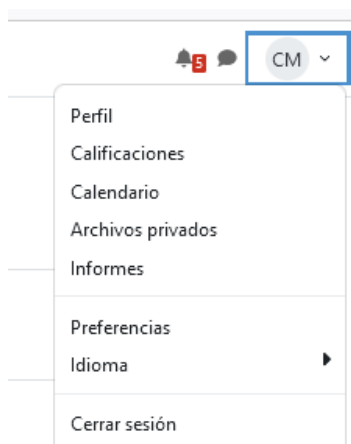 5
CM
Perfil
Calificaciones
Calendario
Archivos privados
Informes
Preferencias
Idioma
Cerrar sesión